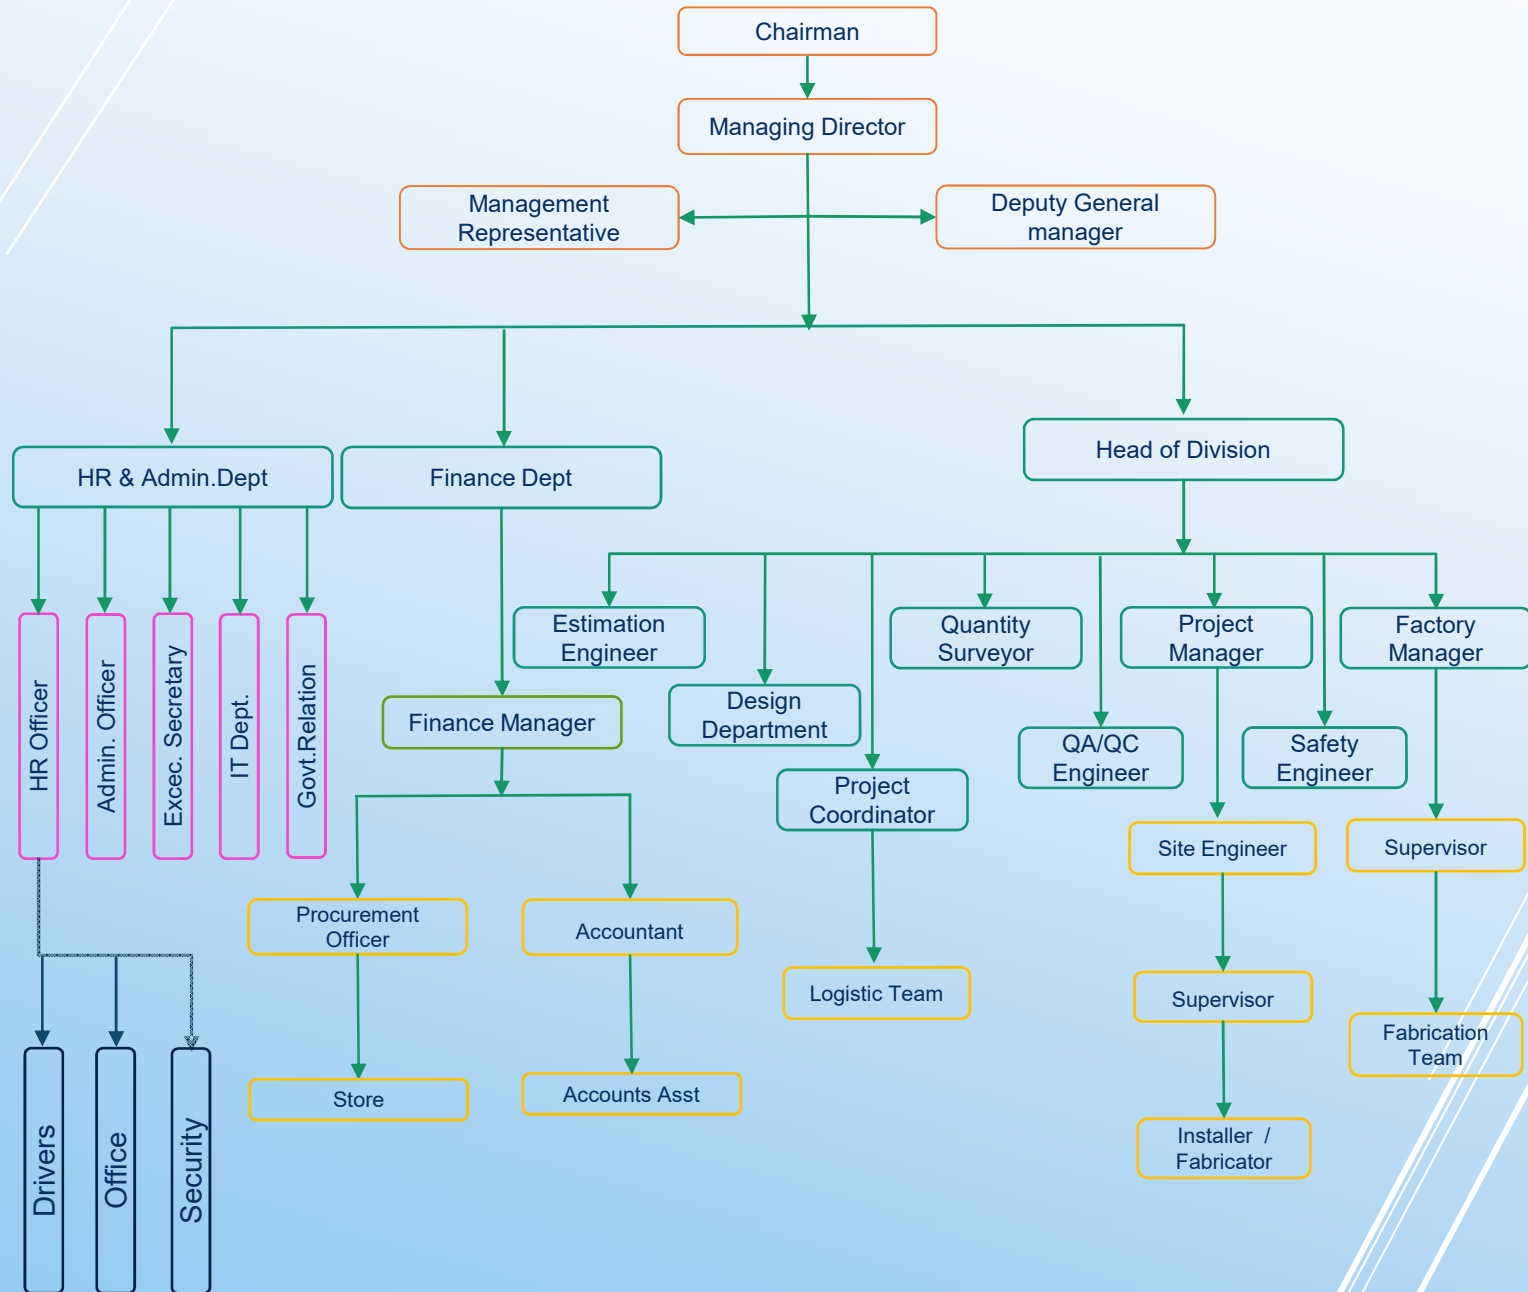 Chairman
Managing Director
Management
Representative
Deputy General
manager
HR & Admin.Dept
Finance Dept
Head of Division
HR Officer
Admin. Officer
Excec. Secretary
IT Dept.
Govt.Relation
Finance Manager
Estimation
Engineer
Design
Department
Project
Coordinator
Quantity
Surveyor
QA/QC
Engineer
Project
Manager
Safety
Engineer
Factory
Manager
Procurement
Officer
Accountant
Logistic Team
Site Engineer
Supervisor
Supervisor
Fabrication
Team
Store
Accounts Asst
Installer  /
Fabricator
Drivers
Office
Security